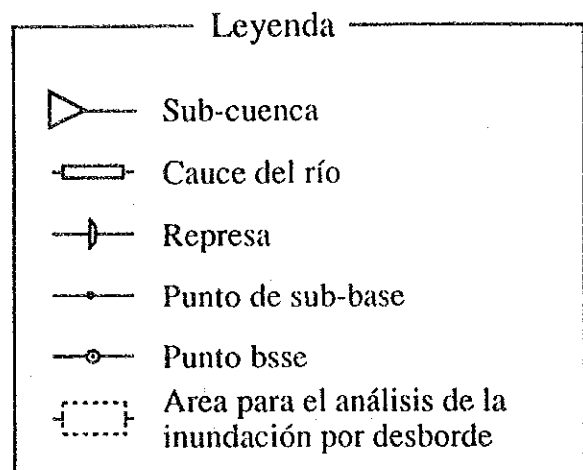 Leyenda
Sub-cuenca
Cauce del río
Represa
Punto de sub-base
Punto bsse
Area para el análisis de la
inundación por desborde